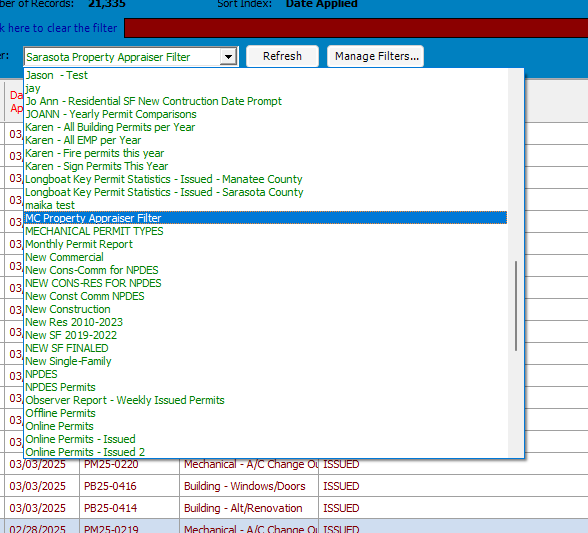 ber of Records: 21,335 Sort Index: Date Applied
k here to clear the filter
er: Sarasota Property Appraiser Filter Refresh Manage Filters...
Jason - Test
jay
Jo Ann - Residential SF New Contruction Date Prompt
JOANN - Yearly Permit Comparisons
Karen - All Building Permits per Year
Karen - All EMP per Year
Karen - Fire permits this year
Karen - Sign Permits This Year
Longboat Key Permit Statistics - Issued - Manatee County
Longboat Key Permit Statistics - Issued - Sarasota County
maika test
MC Property Appraiser Filter
MECHANICAL PERMIT TYPES
Monthly Permit Report
New Commercial
New Cons-Comm for NPDES
NEW CONS-RES FOR NPDES
New Const Comm NPDES
New Construction
New Res 2010-2023
New SF 2019-2022
NEW SF FINALED
New Single-Family
NPDES
NPDES Permits
Observer Report - Weekly Issued Permits
Offline Permits
Online Permits
Online Permits - Issued
Online Permits - Issued 2
03/03/2025 PM25-0220 Mechanical - A/C Change Ou ISSUED
03/03/2025 PB25-0416 Building - Windows/Doors ISSUED
03/03/2025 PB25-0414 Building - Alt/Renovation ISSUED
02/28/2025 PM25-0219 Mechanical - A/C Change Ou ISSUED